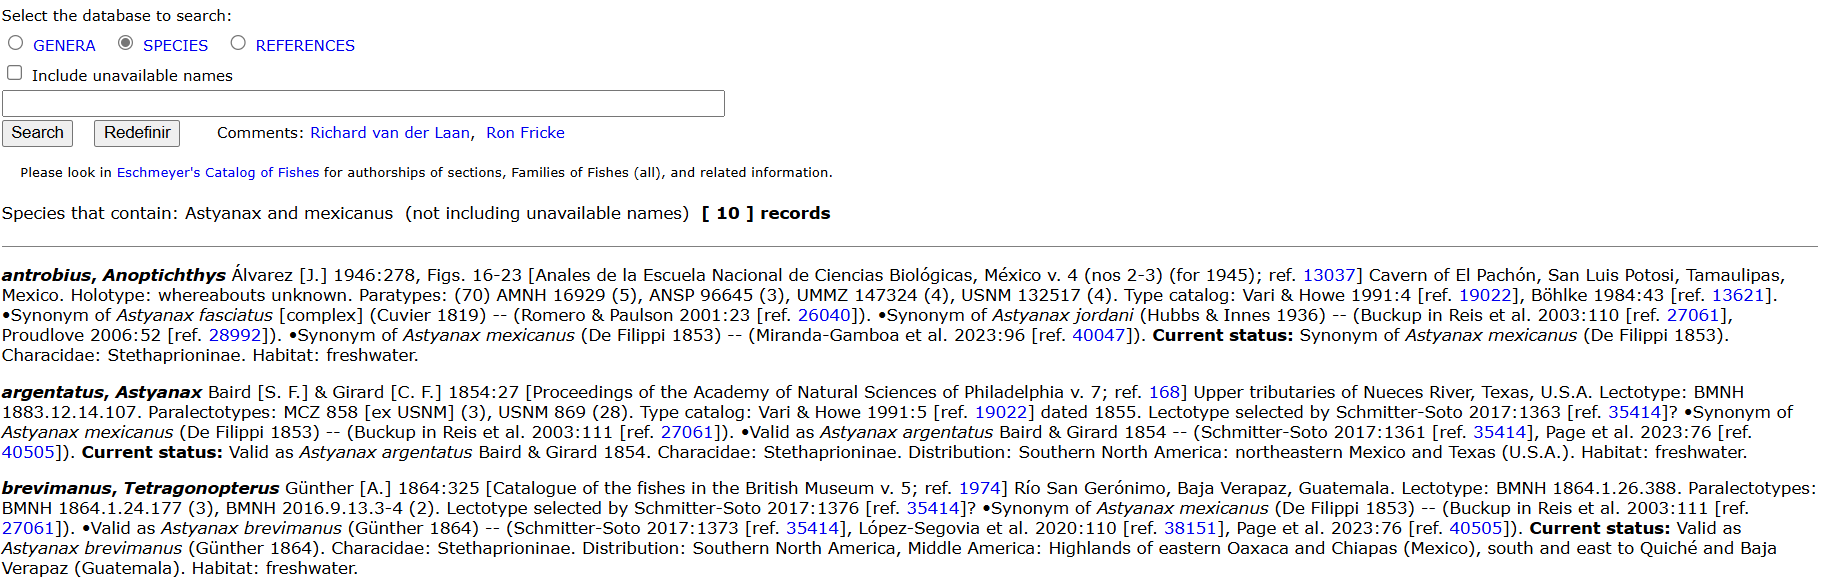 Select the database to search:
GENERA SPECIES REFERENCES
Include unavailable names
Search Redefinir Comments: Richard van der Laan, Ron Fricke
Please look in Eschmeyer's Catalog of Fishes for authorships of sections, Families of Fishes (all), and related information.
Species that contain: Astyanax and mexicanus (not including unavailable names) [ 10 ] records
antrobius, Anoptichthys Álvarez [J.] 1946:278, Figs. 16-23 [Anales de la Escuela Nacional de Ciencias Biológicas, México v. 4 (nos 2-3) (for 1945); ref. 13037] Cavern of El Pachón, San Luis Potosi, Tamaulipas,
Mexico. Holotype: whereabouts unknown. Paratypes: (70) AMNH 16929 (5), ANSP 96645 (3), UMMZ 147324 (4), USNM 132517 (4). Type catalog: Vari & Howe 1991:4 [ref. 19022], Böhlke 1984:43 [ref. 13621].
•Synonym of Astyanax fasciatus [complex] (Cuvier 1819) -- (Romero & Paulson 2001:23 [ref. 26040]). •Synonym of Astyanax jordani (Hubbs & Innes 1936) -- (Buckup in Reis et al. 2003:110 [ref. 27061],
Proudlove 2006:52 [ref. 28992]). •Synonym of Astyanax mexicanus (De Filippi 1853) -- (Miranda-Gamboa et al. 2023:96 [ref. 40047]). Current status: Synonym of Astyanax mexicanus (De Filippi 1853).
Characidae: Stethaprioninae. Habitat: freshwater.
argentatus, Astyanax Baird [S. F.] & Girard [C. F.] 1854:27 [Proceedings of the Academy of Natural Sciences of Philadelphia v. 7; ref. 168] Upper tributaries of Nueces River, Texas, U.S.A. Lectotype: BMNH
1883.12.14.107. Paralectotypes: MCZ 858 [ex USNM] (3), USNM 869 (28). Type catalog: Vari & Howe 1991:5 [ref. 19022] dated 1855. Lectotype selected by Schmitter-Soto 2017:1363 [ref. 35414]? •Synonym of
Astyanax mexicanus (De Filippi 1853) -- (Buckup in Reis et al. 2003:111 [ref. 27061]). •Valid as Astyanax argentatus Baird & Girard 1854 -- (Schmitter-Soto 2017:1361 [ref. 35414], Page et al. 2023:76 [ref.
40505]). Current status: Valid as Astyanax argentatus Baird & Girard 1854. Characidae: Stethaprioninae. Distribution: Southern North America: northeastern Mexico and Texas (U.S.A.). Habitat: freshwater.
brevimanus, Tetragonopterus Günther [A.] 1864:325 [Catalogue of the fishes in the British Museum v. 5; ref. 1974] Río San Gerónimo, Baja Verapaz, Guatemala. Lectotype: BMNH 1864.1.26.388. Paralectotypes:
BMNH 1864.1.24.177 (3), BMNH 2016.9.13.3-4 (2). Lectotype selected by Schmitter-Soto 2017:1376 [ref. 35414]? •Synonym of Astyanax mexicanus (De Filippi 1853) -- (Buckup in Reis et al. 2003:111 [ref.
27061]). •Valid as Astyanax brevimanus (Günther 1864) -- (Schmitter-Soto 2017:1373 [ref. 35414], López-Segovia et al. 2020:110 [ref. 38151], Page et al. 2023:76 [ref. 40505]). Current status: Valid as
Astyanax brevimanus (Günther 1864). Characidae: Stethaprioninae. Distribution: Southern North America, Middle America: Highlands of eastern Oaxaca and Chiapas (Mexico), south and east to Quiché and Baja
Verapaz (Guatemala). Habitat: freshwater.